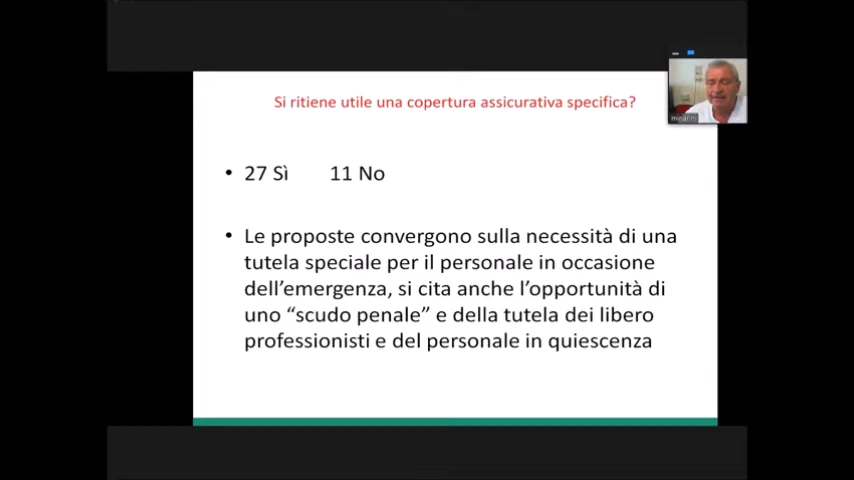 Si ritiene utile una copertura assicurativa specifica?
• 27 Sì 11 No
• Le proposte convergono sulla necessità di una
tutela speciale per il personale in occasione
dell'emergenza, si cita anche l'opportunità di
uno “scudo penale” e della tutela dei libero
professionisti e del personale in quiescenza